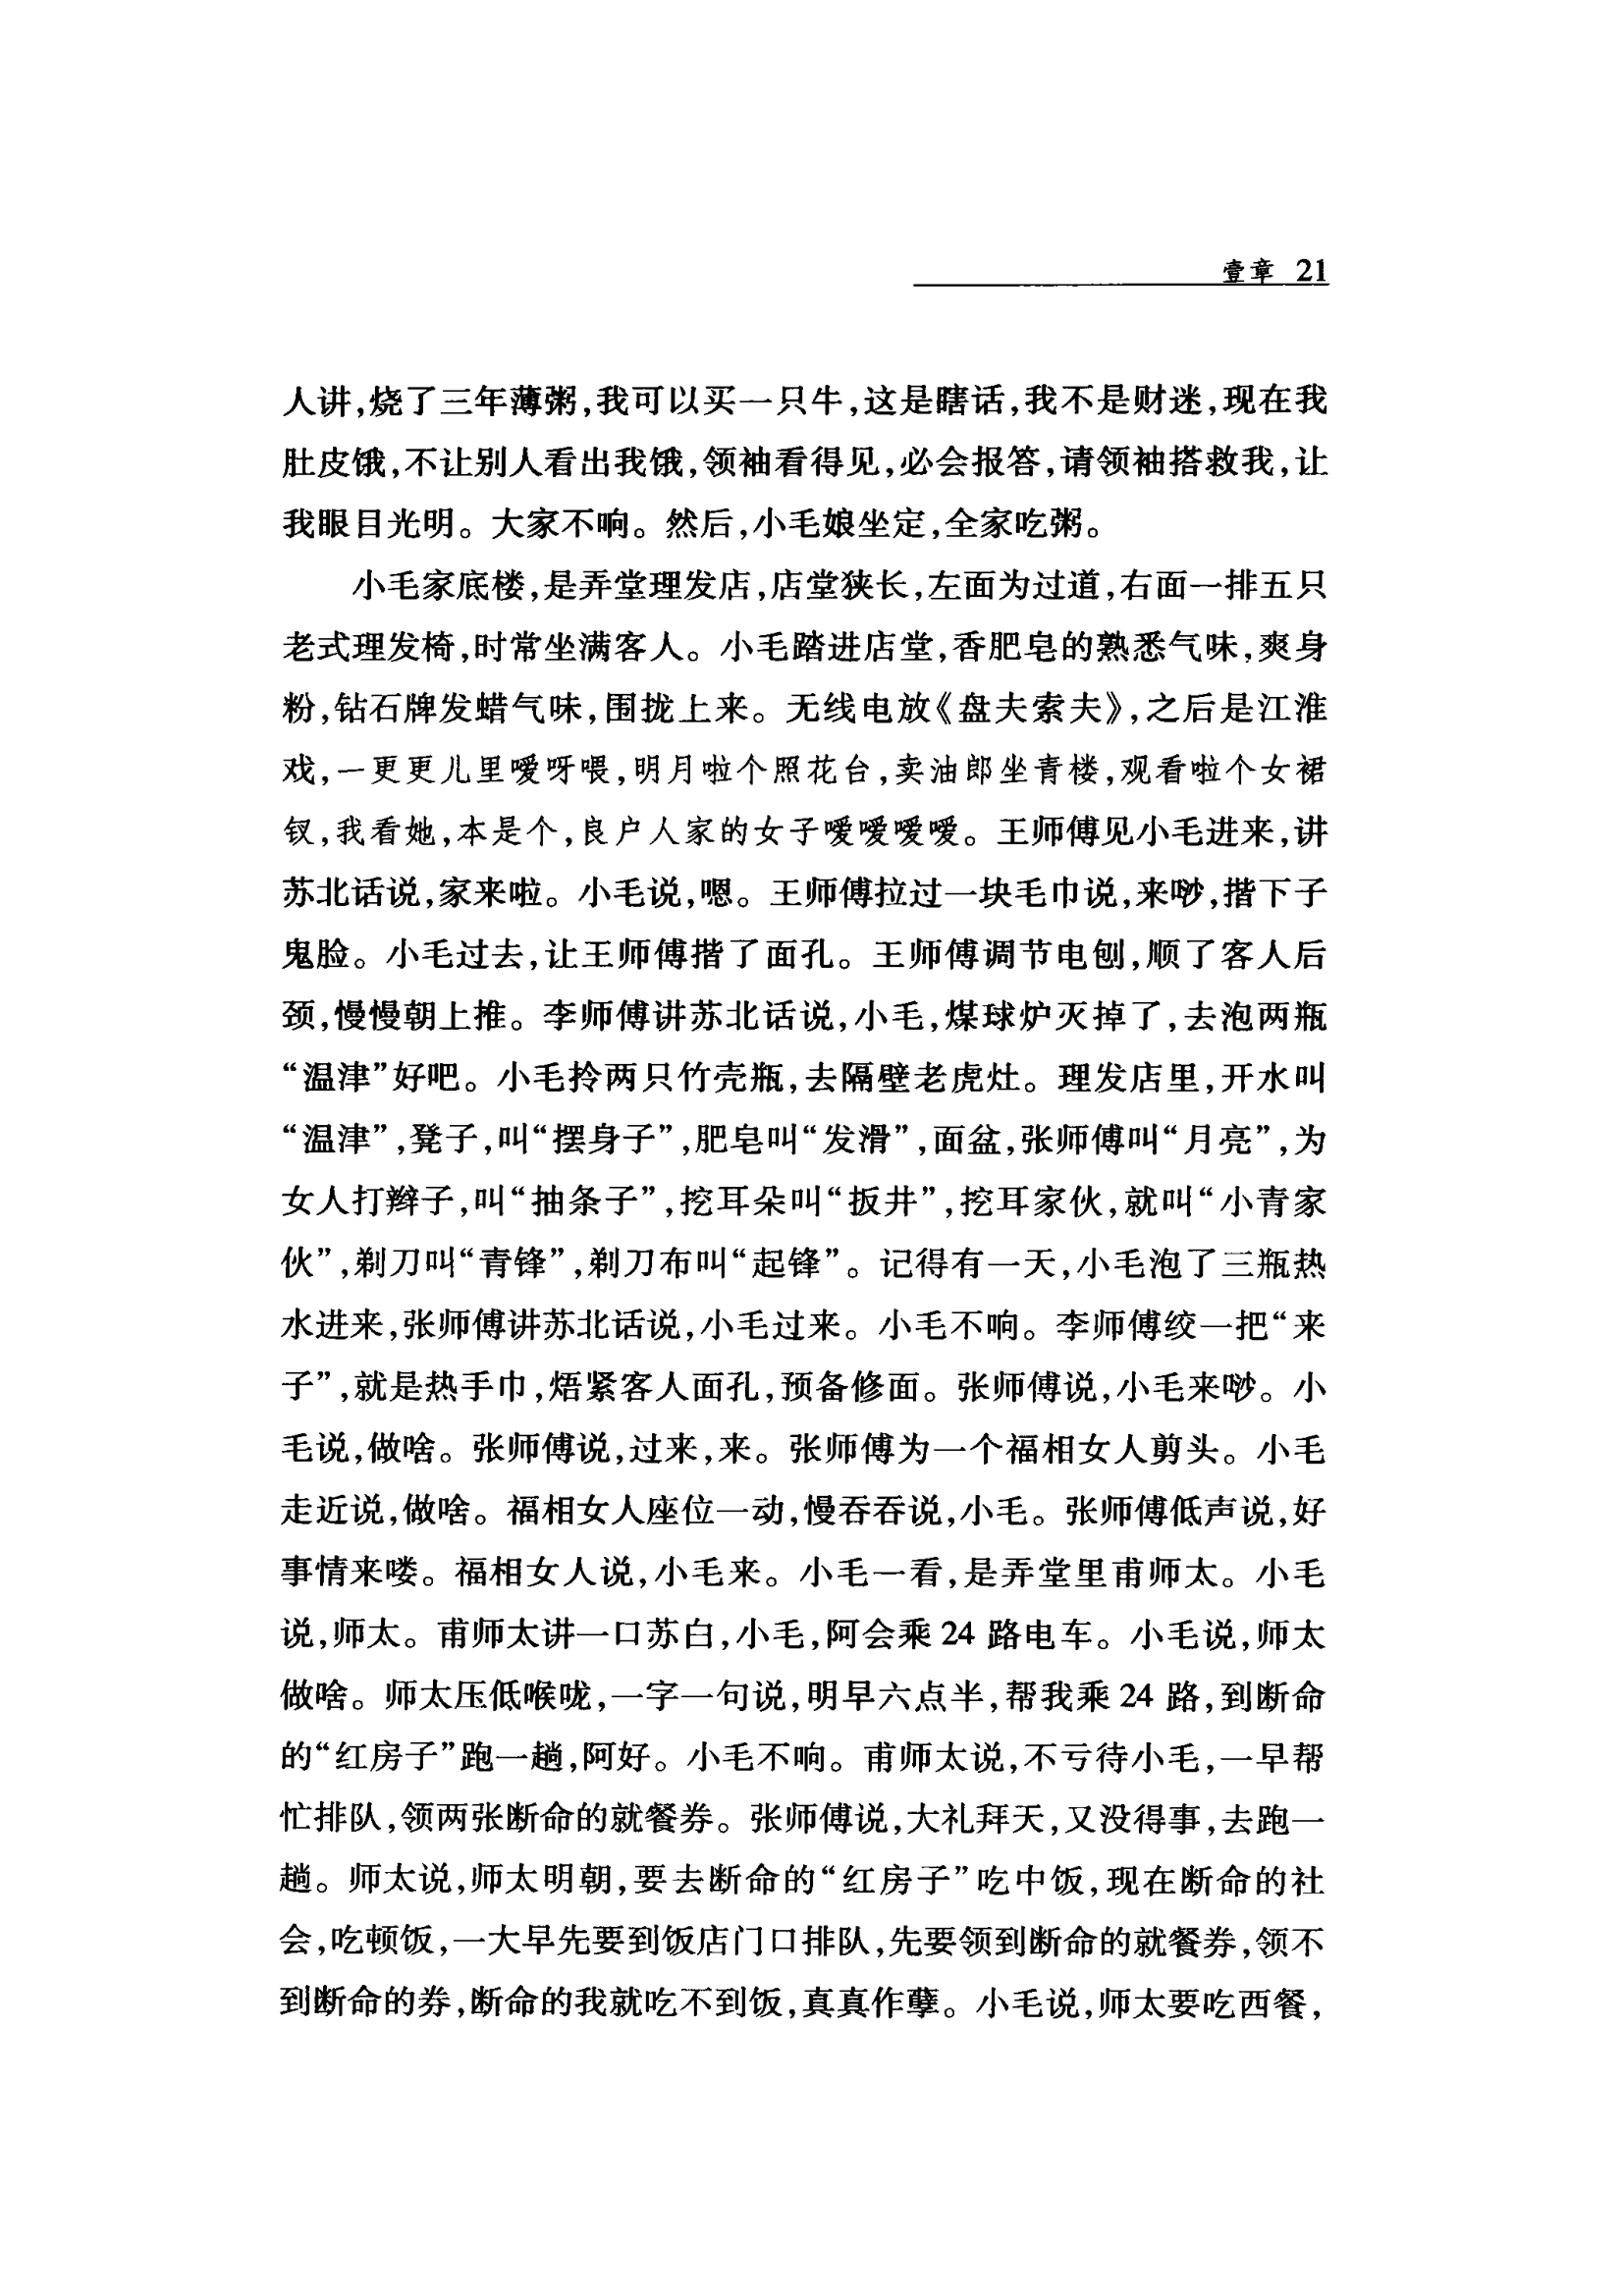 壹章 21
人讲,烧了三年薄粥,我可以买一只牛,这是瞎话,我不是财迷,现在我
肚皮饿,不让别人看出我饿,领袖看得见,必会报答,请领袖搭救我,让
我眼目光明。大家不响。然后,小毛娘坐定,全家吃粥。
小毛家底楼,是弄堂理发店,店堂狭长,左面为过道,右面一排五只
老式理发椅,时常坐满客人。小毛踏进店堂,香肥皂的熟悉气味,爽身
粉,钻石牌发蜡气味,围拢上来。无线电放《盘夫索夫》,之后是江淮
戏,一更更儿里嗳呀喂,明月啦个照花台,卖油郎坐青楼,观看啦个女裙
钗,我看她,本是个,良户人家的女子嗳嗳嗳嗳。王师傅见小毛进来,讲
苏北话说,家来啦。小毛说,嗯。王师傅拉过一块毛巾说,来唦,揩下子
鬼脸。小毛过去,让王师傅揩了面孔。王师傅调节电刨,顺了客人后
颈,慢慢朝上推。李师傅讲苏北话说,小毛,煤球炉灭掉了,去泡两瓶
“温津”好吧。小毛拎两只竹壳瓶,去隔壁老虎灶。理发店里,开水叫
“温津”,凳子,叫“摆身子”,肥皂叫“发滑”,面盆,张师傅叫“月亮”,为
女人打辫子,叫“抽条子”,挖耳朵叫“扳井”,挖耳家伙,就叫“小青家
伙”,剃刀叫“青锋”,剃刀布叫“起锋”。记得有一天,小毛泡了三瓶热
水进来,张师傅讲苏北话说,小毛过来。小毛不响。李师傅绞一把“来
子”,就是热手巾,焐紧客人面孔,预备修面。张师傅说,小毛来唦。小
毛说,做啥。张师傅说,过来,来。张师傅为一个福相女人剪头。小毛
走近说,做啥。福相女人座位一动,慢吞吞说,小毛。张师傅低声说,好
事情来喽。福相女人说,小毛来。小毛一看,是弄堂里甫师太。小毛
说,师太。甫师太讲一口苏白,小毛,阿会乘 24 路电车。小毛说,师太
做啥。师太压低喉咙,一字一句说,明早六点半,帮我乘 24 路,到断命
的“红房子”跑一趟,阿好。小毛不响。甫师太说,不亏待小毛,一早帮
忙排队,领两张断命的就餐券。张师傅说,大礼拜天,又没得事,去跑一
趟。师太说,师太明朝,要去断命的“红房子”吃中饭,现在断命的社
会,吃顿饭,一大早先要到饭店门口排队,先要领到断命的就餐券,领不
到断命的券,断命的我就吃不到饭,真真作孽。小毛说,师太要吃西餐,